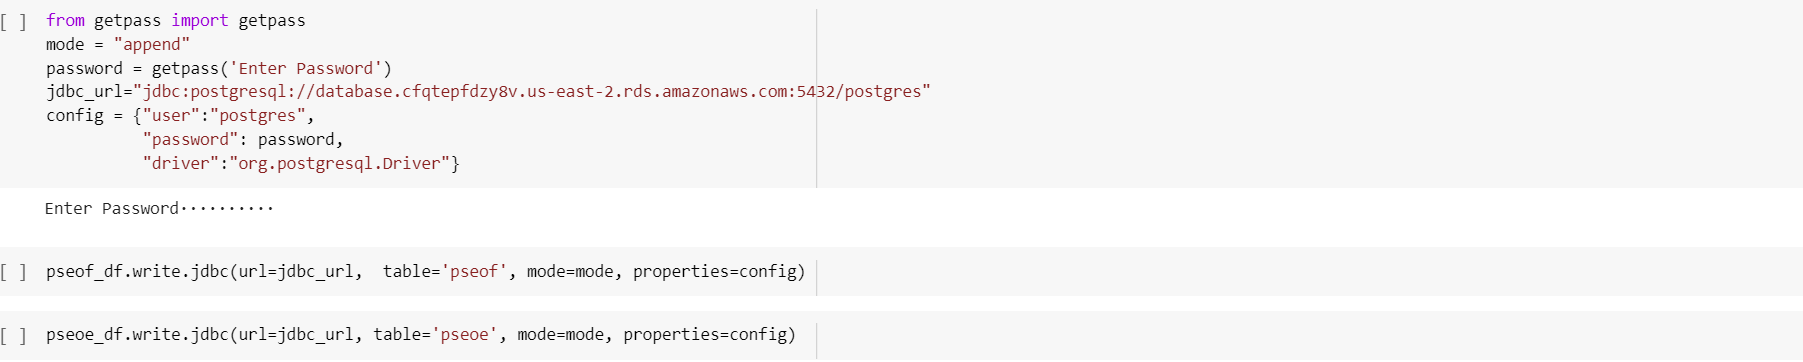 [ ] from getpass import getpass
mode = "append"
password = getpass('Enter Password')
jdbc_url="jdbc:postgresql://database.cfqtepfdzy8v.us-east-2.rds.amazonaws.com:5432/postgres"
config = {"user":"postgres",
"password": password,
"driver":"org.postgresql.Driver"}
Enter Password··········
[ ] pseof_df.write.jdbc(url=jdbc_url,  table='pseof', mode=mode, properties=config)
[ ] pseoe_df.write.jdbc(url=jdbc_url, table='pseoe', mode=mode, properties=config)